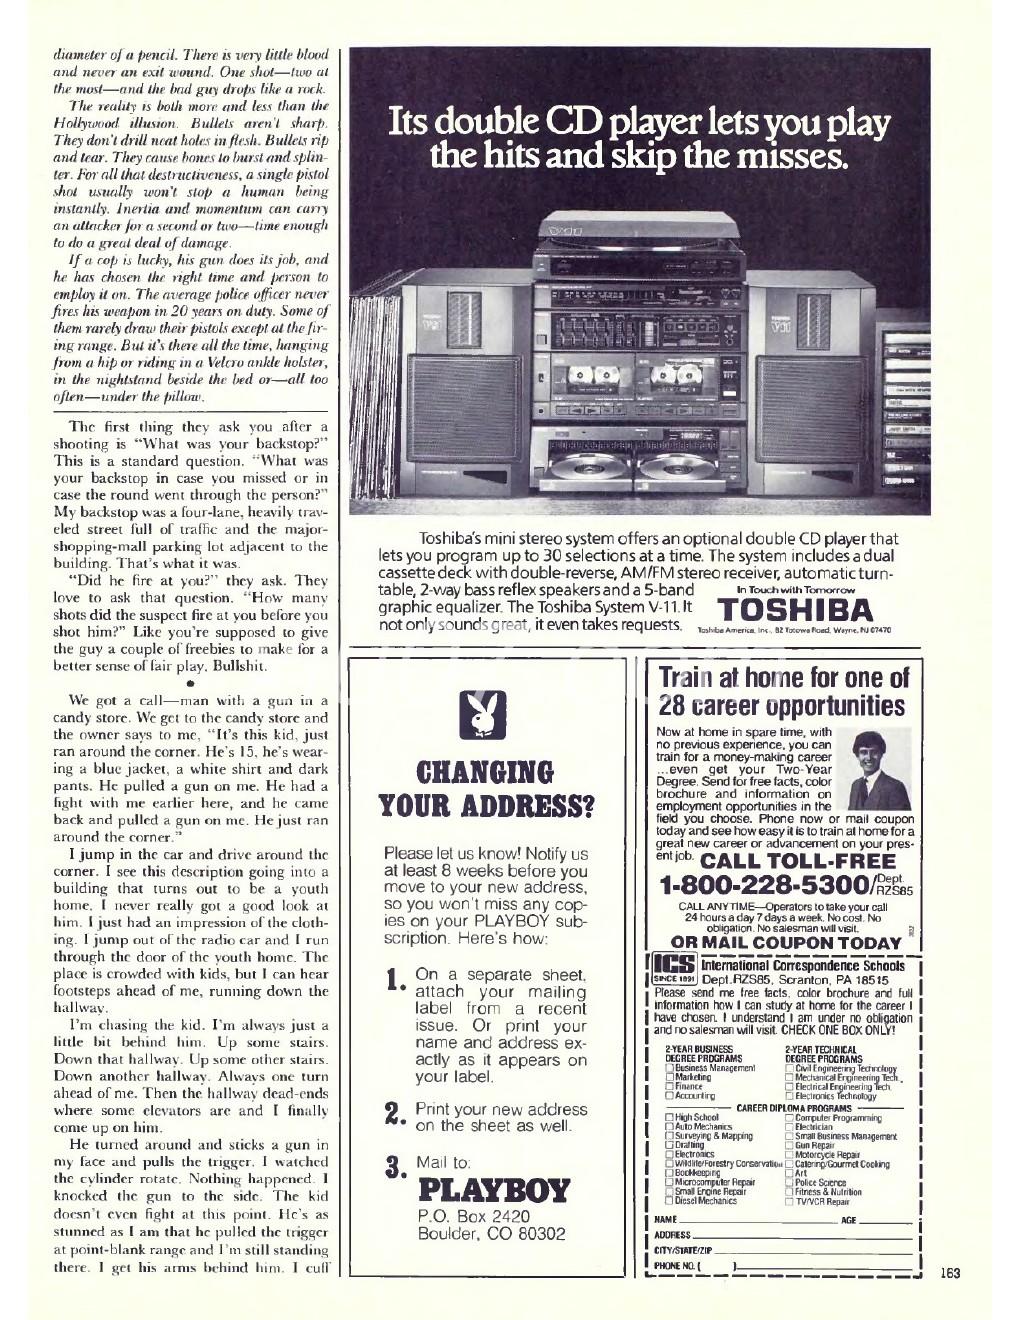 diameter of a pencil. There is very little blood
and never an exit wound. One shot—two at
the most—and the bad guy drops like a rock.
The reality is both more and less than the
Hollywood illusion. Bullets aren't sharp.
They don't drill neat holes in flesh. Bullets rip
and tear. They cause bones to burst and splin-
ter. For all that destructiveness, a single pistol
shot usually won't stop a human being
instantly. Inertia and momentum can carry
an attacker for a second or two—time enough
to do a great deal of damage.
If a cop is lucky, his gun does its job, and
he has chosen the right time and person to
employ it on. The average police officer never
fires his weapon in 20 years on duty. Some of
them rarely draw their pistols except at the fir-
ing range. But it's there all the time, hanging
from a hip or riding in a Velcro ankle holster,
in the nightstand beside the bed or—all too
often—under the pillow.
The first thing they ask you after a
shooting is "What was your backstop?"
This is a standard question. "What was
your backstop in case you missed or in
case the round went through the person?"
My backstop was a four-lane, heavily trav-
eled street full of traffic and the major-
shopping-mall parking lot adjacent to the
building. That's what it was.
"Did he fire at you?" they ask. They
love to ask that question. "How many
shots did the suspect fire at you before you
shot him?" Like you're supposed to give
the guy a couple of freebies to make for a
better sense of fair play. Bullshit.
•
We got a call—man with a gun in a
candy store. We get to the candy store and
the owner says to me, "It's this kid, just
ran around the corner. He's 15, he's wear-
ing a blue jacket, a white shirt and dark
pants. He pulled a gun on me. He had a
fight with me earlier here, and he came
back and pulled a gun on me. He just ran
around the corner."
I jump in the car and drive around the
corner. I see this description going into a
building that turns out to be a youth
home. I never really got a good look at
him. I just had an impression of the cloth-
ing. I jump out of the radio car and I run
through the door of the youth home. The
place is crowded with kids, but I can hear
footsteps ahead of me, running down the
hallway.
I'm chasing the kid. I'm always just a
little bit behind him. Up some stairs.
Down that hallway. Up some other stairs.
Down another hallway. Always one turn
ahead of me. Then the hallway dead-ends
where some elevators are and I finally
come up on him.
He turned around and sticks a gun in
my face and pulls the trigger. I watched
the cylinder rotate. Nothing happened. I
knocked the gun to the side. The kid
doesn't even fight at this point. He's as
stunned as I am that he pulled the trigger
at point-blank range and I'm still standing
there. I get his arms behind him. I cuff
Its double CD player lets you play
the hits and skip the misses.
Toshiba's mini stereo system offers an optional double CD player that
lets you program up to 30 selections at a time. The system includes a dual
cassette deck with double-reverse, AM/FM stereo receiver, automatic turn-
table, 2-way bass reflex speakers and a 5-band
graphic equalizer. The Toshiba System V-11. It
not only sounds great, it even takes requests.
In Touch with Tomorrow
TOSHIBA
Toshiba America, Inc., 82 Totowa Road, Wayne, NJ 07470
CHANGING
YOUR ADDRESS?
Please let us know! Notify us
at least 8 weeks before you
move to your new address,
so you won't miss any cop-
ies on your PLAYBOY sub-
scription. Here's how:
1. On a separate sheet,
attach your mailing
label from a recent
issue. Or print your
name and address ex-
actly as it appears on
your label.
2. Print your new address
on the sheet as well.
3. Mail to:
PLAYBOY
P.O. Box 2420
Boulder, CO 80302
Train at home for one of
28 career opportunities
Now at home in spare time, with
no previous experience, you can
train for a money-making career
...even get your Two-Year
Degree. Send for free facts, color
brochure and information on
employment opportunities in the
field you choose. Phone now or mail coupon
today and see how easy it is to train at home for a
great new career or advancement on your pres-
ent job. CALL TOLL-FREE
1-800-228-5300/Dept. RZS85
CALL ANYTIME—Operators to take your call
24 hours a day 7 days a week. No cost. No
obligation. No salesman will visit.
OR MAIL COUPON TODAY
ICS SINCE 1891 International Correspondence Schools
Dept. RZS85, Scranton, PA 18515
Please send me free facts, color brochure and full
information how I can study at home for the career I
have chosen. I understand I am under no obligation
and no salesman will visit. CHECK ONE BOX ONLY!
2-YEAR BUSINESS
DEGREE PROGRAMS
Business Management
Marketing
Finance
Accounting
2-YEAR TECHNICAL
DEGREE PROGRAMS
Civil Engineering Technology
Mechanical Engineering Tech.
Electrical Engineering Tech.
Electronics Technology
CAREER DIPLOMA PROGRAMS
High School
Auto Mechanics
Surveying & Mapping
Drafting
Electronics
Wildlife/Forestry Conservation
Bookkeeping
Microcomputer Repair
Small Engine Repair
Diesel Mechanics
Computer Programming
Electrician
Small Business Management
Gun Repair
Motorcycle Repair
Catering/Gourmet Cooking
Art
Police Science
Fitness & Nutrition
TV/VCR Repair
NAME AGE
ADDRESS
CITY/STATE/ZIP
PHONE NO. ( )
163